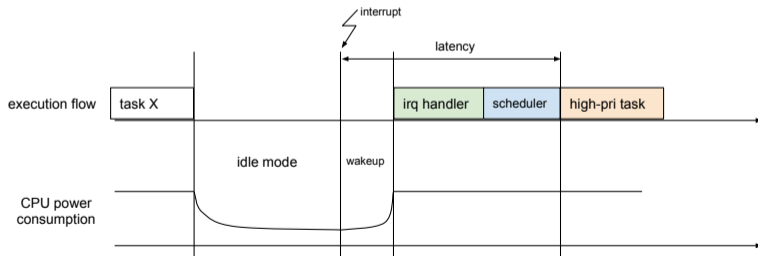 interrupt
latency
execution flow
task X
irq handler
scheduler
high-pri task
idle mode
wakeup
CPU power
consumption